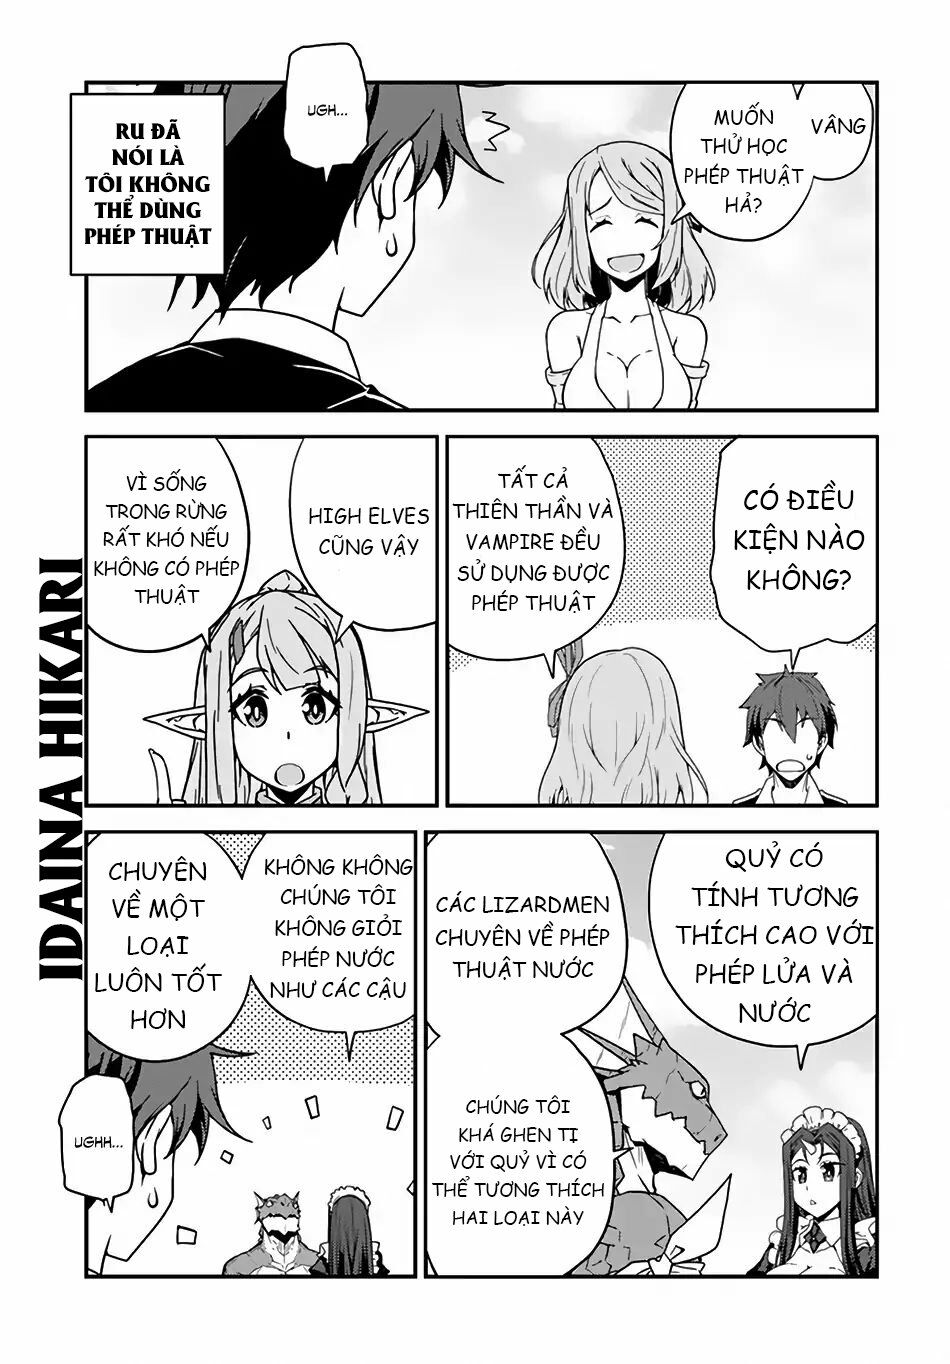 VÂNG
MUỐN
THỬ HỌC
PHÉP THUẬT
HẢ?
UGH...
RU ĐÃ
NÓI LÀ
TÔI KHÔNG
THỂ DÙNG
PHÉP THUẬT
CÓ ĐIỀU
KIỆN NÀO
KHÔNG?
TẤT CẢ
THIÊN THẦN VÀ
VAMPIRE ĐỀU
SỬ DỤNG ĐƯỢC
PHÉP THUẬT
HIGH ELVES
CŨNG VẬY
VÌ SỐNG
TRONG RỪNG
RẤT KHÓ NẾU
KHÔNG CÓ PHÉP
THUẬT
QUỶ CÓ
TÍNH TƯƠNG
THÍCH CAO VỚI
PHÉP LỬA VÀ
NƯỚC
CÁC LIZARDMEN
CHUYÊN VỀ PHÉP
THUẬT NƯỚC
CHÚNG TÔI
KHÁ GHEN TỊ
VỚI QUỶ VÌ CÓ
THỂ TƯƠNG THÍCH
HAI LOẠI NÀY
KHÔNG KHÔNG
CHÚNG TÔI
KHÔNG GIỎI
PHÉP NƯỚC
NHƯ CÁC CẬU
CHUYÊN
VỀ MỘT
LOẠI
LUÔN TỐT
HƠN
UGHH...
IDAINA HIKARI